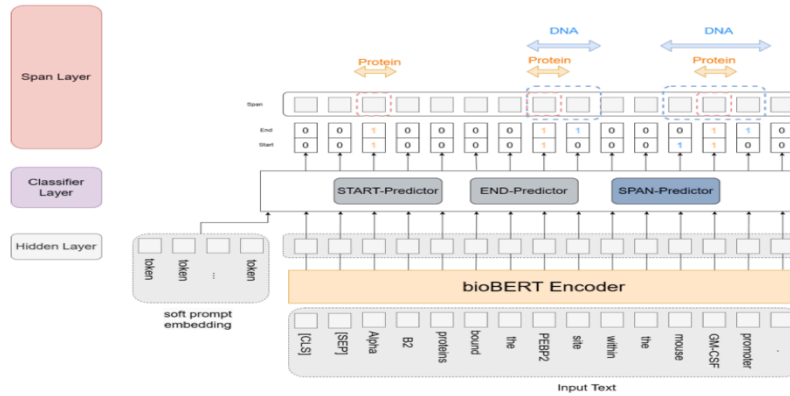 DNA DNA
Protein Protein Protein
Span Layer
Span
End 0 0 1 0 0 0 0 1 1 0 0 0 1 1
Start 0 0 1 0 0 0 0 1 0 0 0 1 1 0
Classifier
Layer
START-Predictor END-Predictor SPAN-Predictor
Hidden Layer
token token ... token
soft prompt
embedding
bioBERT Encoder
[CLS] [SEP] Alpha B2 proteins bound the PEBP2 site within the mouse GM-CSF promoter .
Input Text